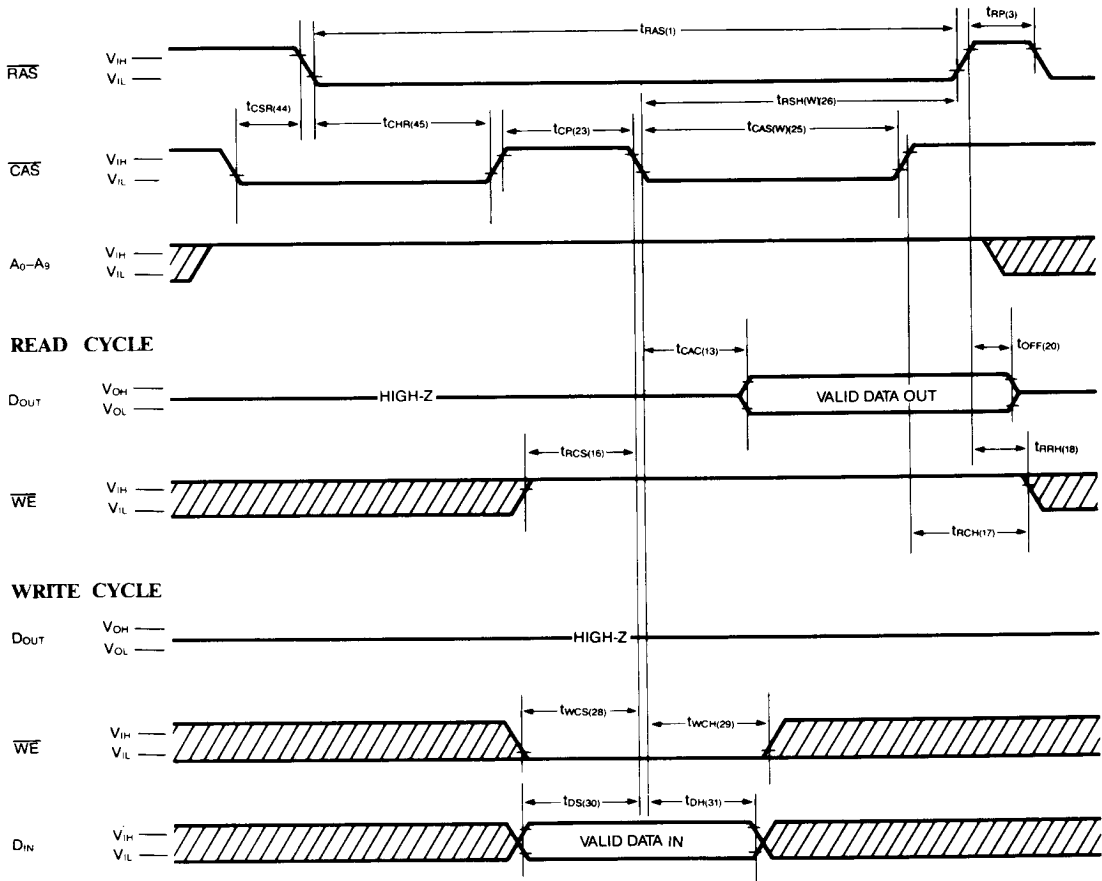 tRAS(1)
tRP(3)
RAS
VIH
VIL
tCSR(44)
tCHR(45)
tCP(23)
tRSH(W)(26)
tCAS(W)(25)
CAS
VIH
VIL
A0–A9
VIH
VIL
READ CYCLE
tCAC(13)
tOFF(20)
DOUT
VOH
VOL
HIGH-Z
VALID DATA OUT
tRCS(16)
tRRH(18)
WE
VIH
VIL
tRCH(17)
WRITE CYCLE
DOUT
VOH
VOL
HIGH-Z
tWCS(28)
tWCH(29)
WE
VIH
VIL
tDS(30)
tDH(31)
DIN
VIH
VIL
VALID DATA IN